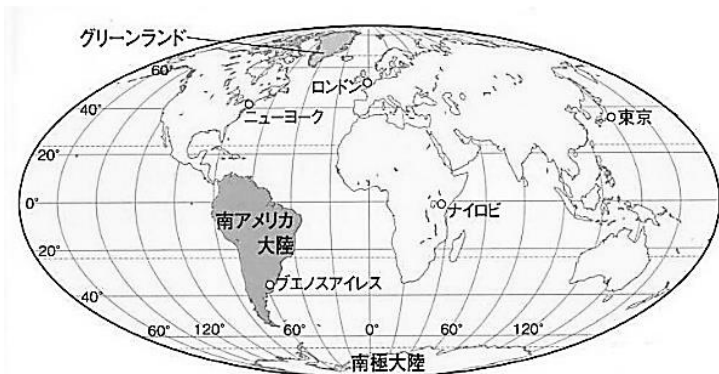 グリーンランド
60°
ロンドン
40°
ニューヨーク
東京
20°
0°
南アメリカ
大陸
ナイロビ
20°
ブエノスアイレス
40°
60°
120°
60°
0°
60°
120°
南極大陸